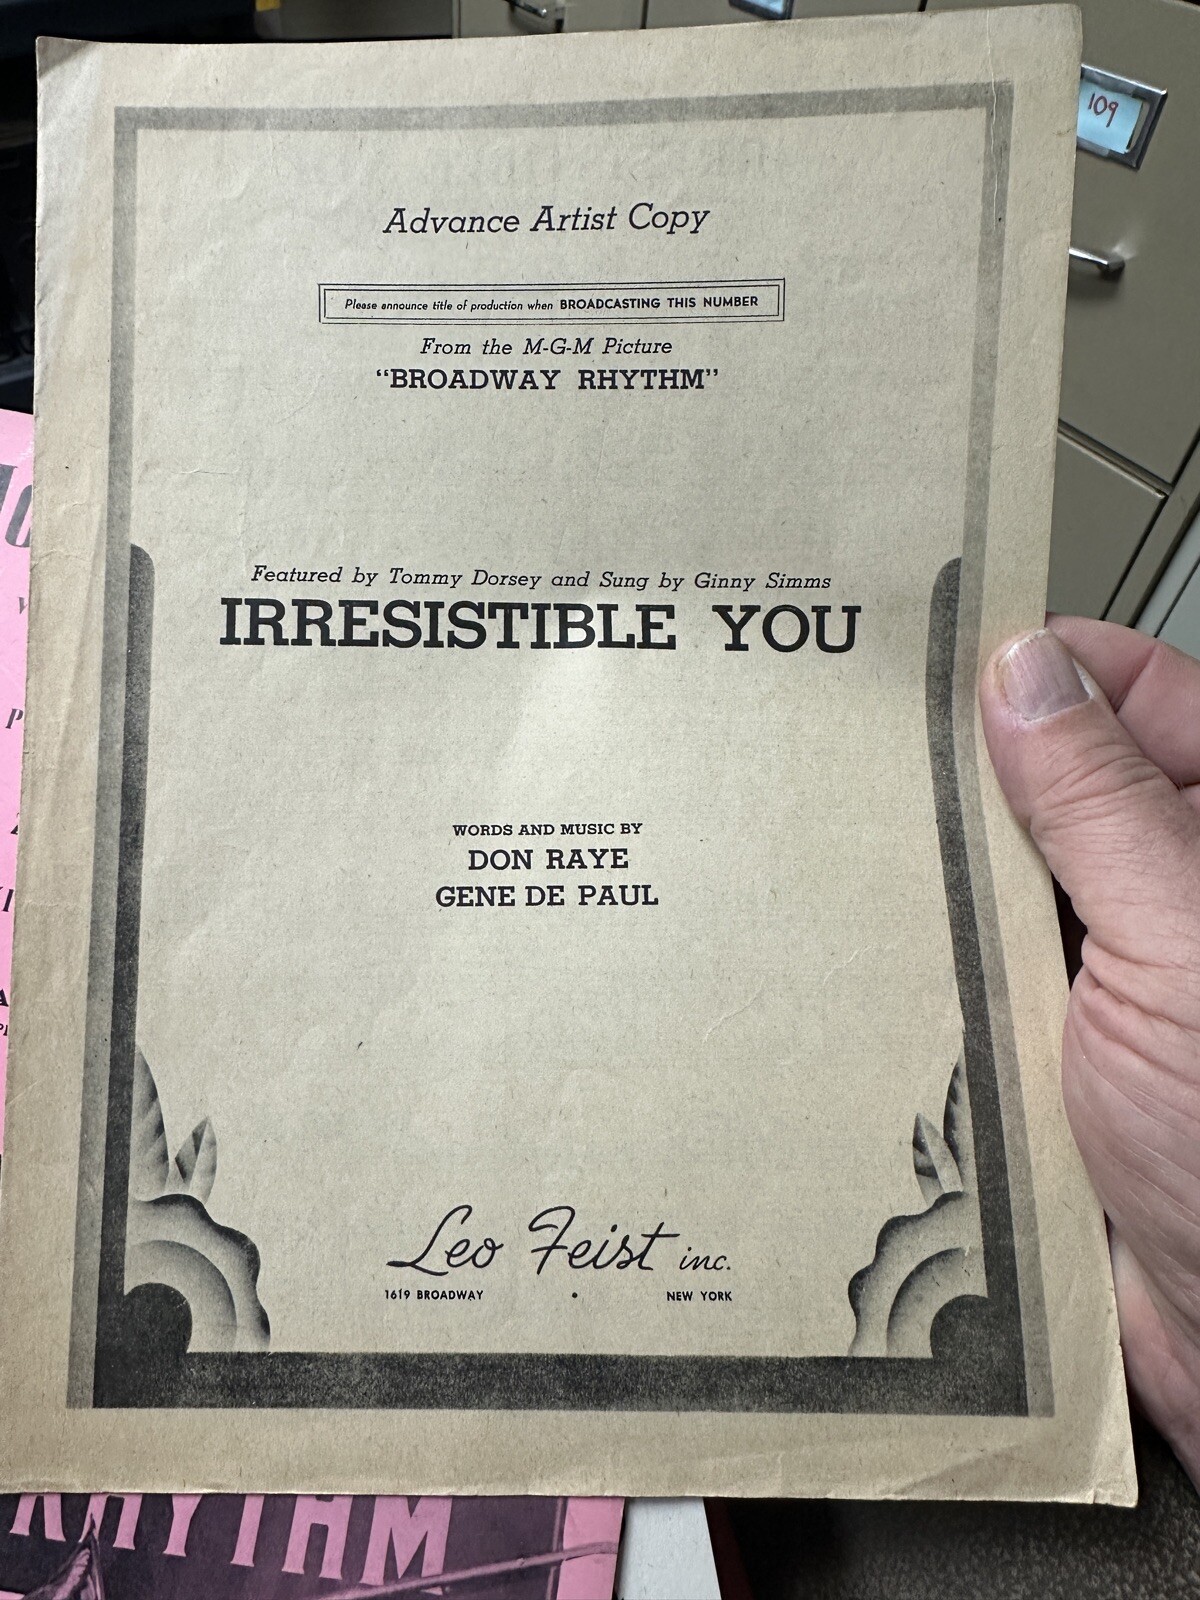 109
Advance Artist Copy
Please announce title of production when BROADCASTING THIS NUMBER
From the M-G-M Picture
“BROADWAY RHYTHM”
Featured by Tommy Dorsey and Sung by Ginny Simms
IRRESISTIBLE YOU
WORDS AND MUSIC BY
DON RAYE
GENE DE PAUL
Leo Feist inc.
1619 BROADWAY • NEW YORK
RHYTHM